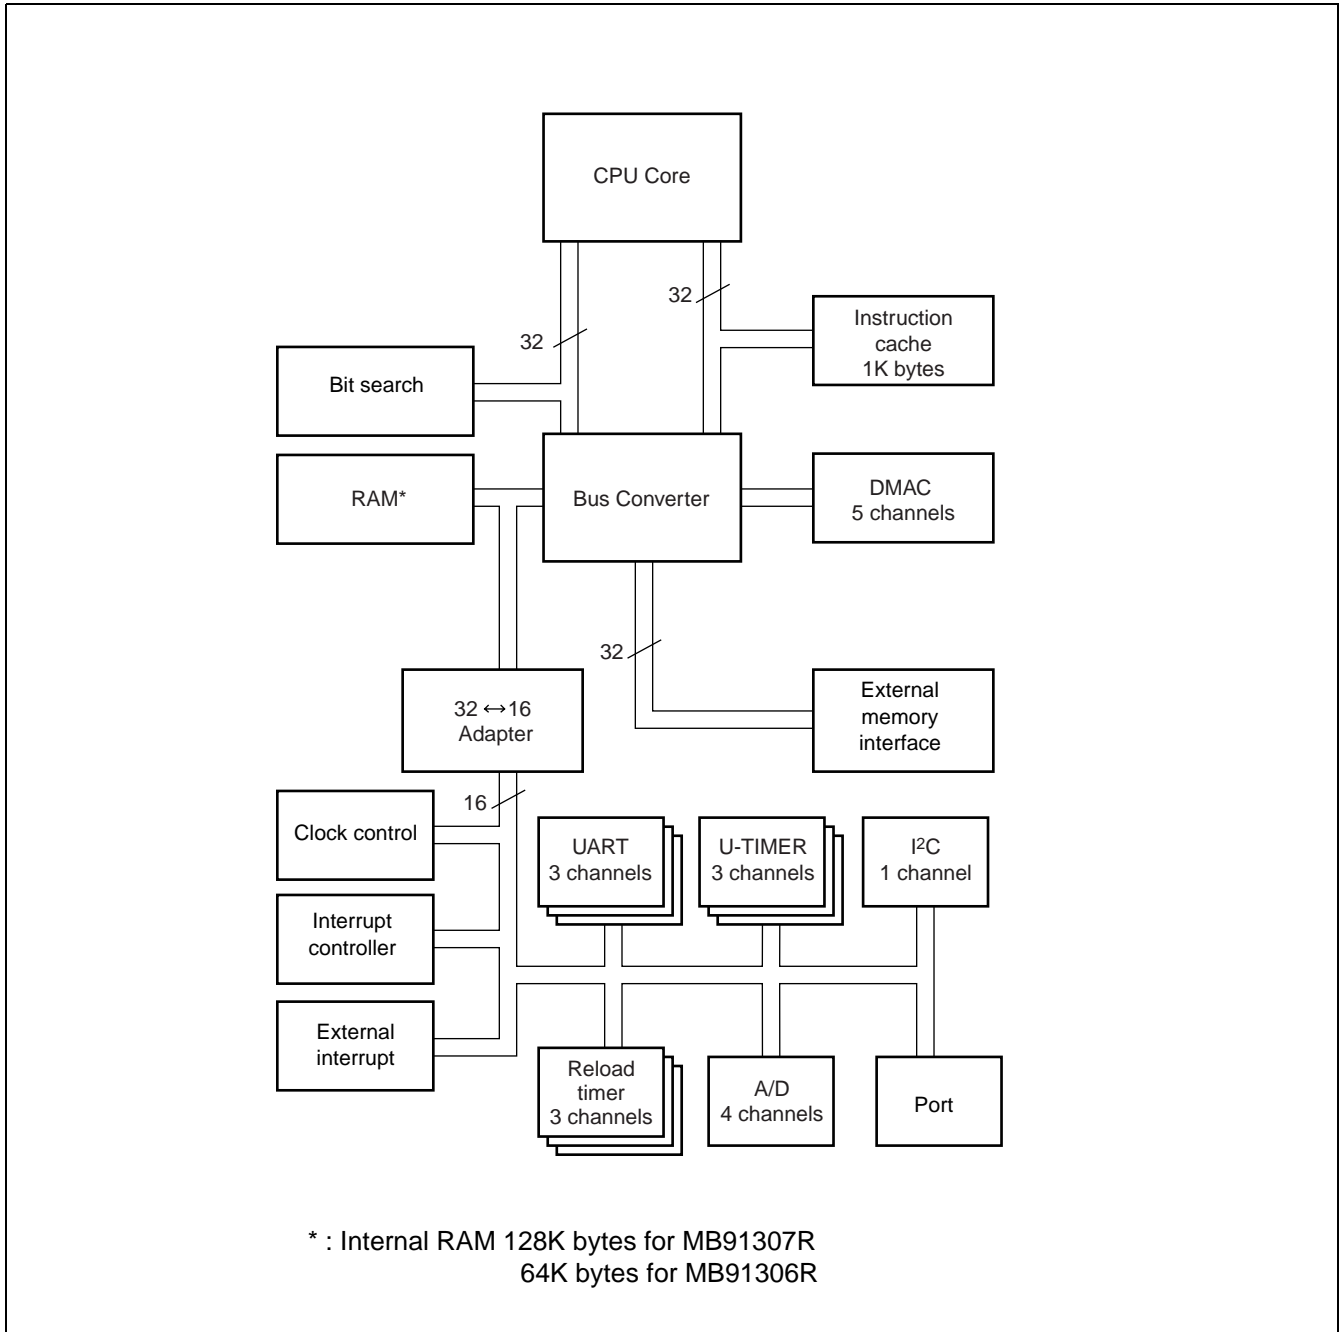 CPU Core
32
32
Instruction
cache
1K bytes
Bit search
RAM*
Bus Converter
DMAC
5 channels
32
32 ↔ 16
Adapter
External
memory
interface
16
Clock control
UART
3 channels
U-TIMER
3 channels
I²C
1 channel
Interrupt
controller
External
interrupt
Reload
timer
3 channels
A/D
4 channels
Port
* : Internal RAM 128K bytes for MB91307R
64K bytes for MB91306R